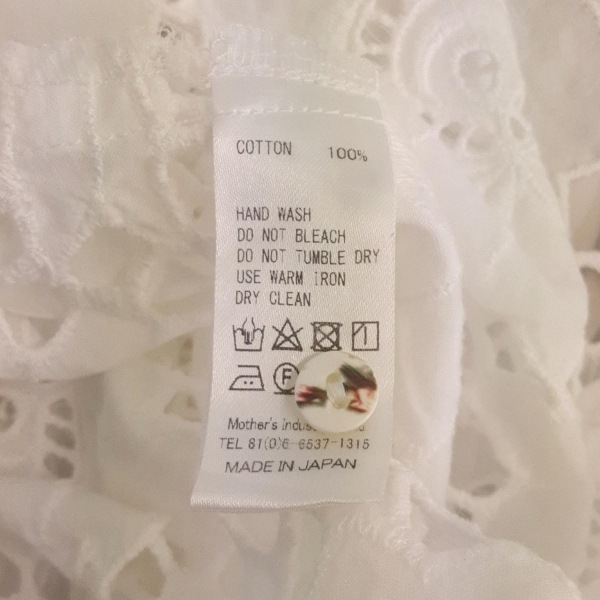 COTTON 100%
HAND WASH
DO NOT BLEACH
DO NOT TUMBLE DRY
USE WARM IRON
DRY CLEAN
F
Mother's
TEL 81(0)6-6537-1315
MADE IN JAPAN